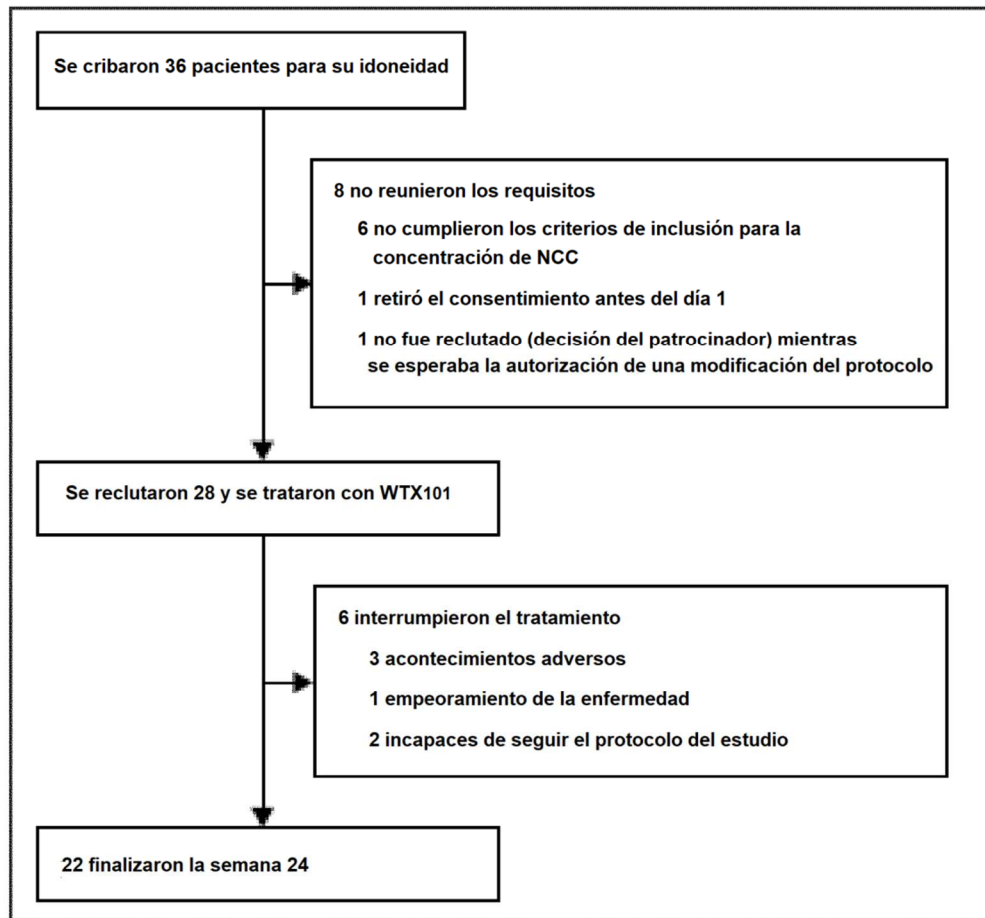 Se cribaron 36 pacientes para su idoneidad
8 no reunieron los requisitos
6 no cumplieron los criterios de inclusión para la
concentración de NCC
1 retiró el consentimiento antes del día 1
1 no fue reclutado (decisión del patrocinador) mientras
se esperaba la autorización de una modificación del protocolo
Se reclutaron 28 y se trataron con WTX101
6 interrumpieron el tratamiento
3 acontecimientos adversos
1 empeoramiento de la enfermedad
2 incapaces de seguir el protocolo del estudio
22 finalizaron la semana 24